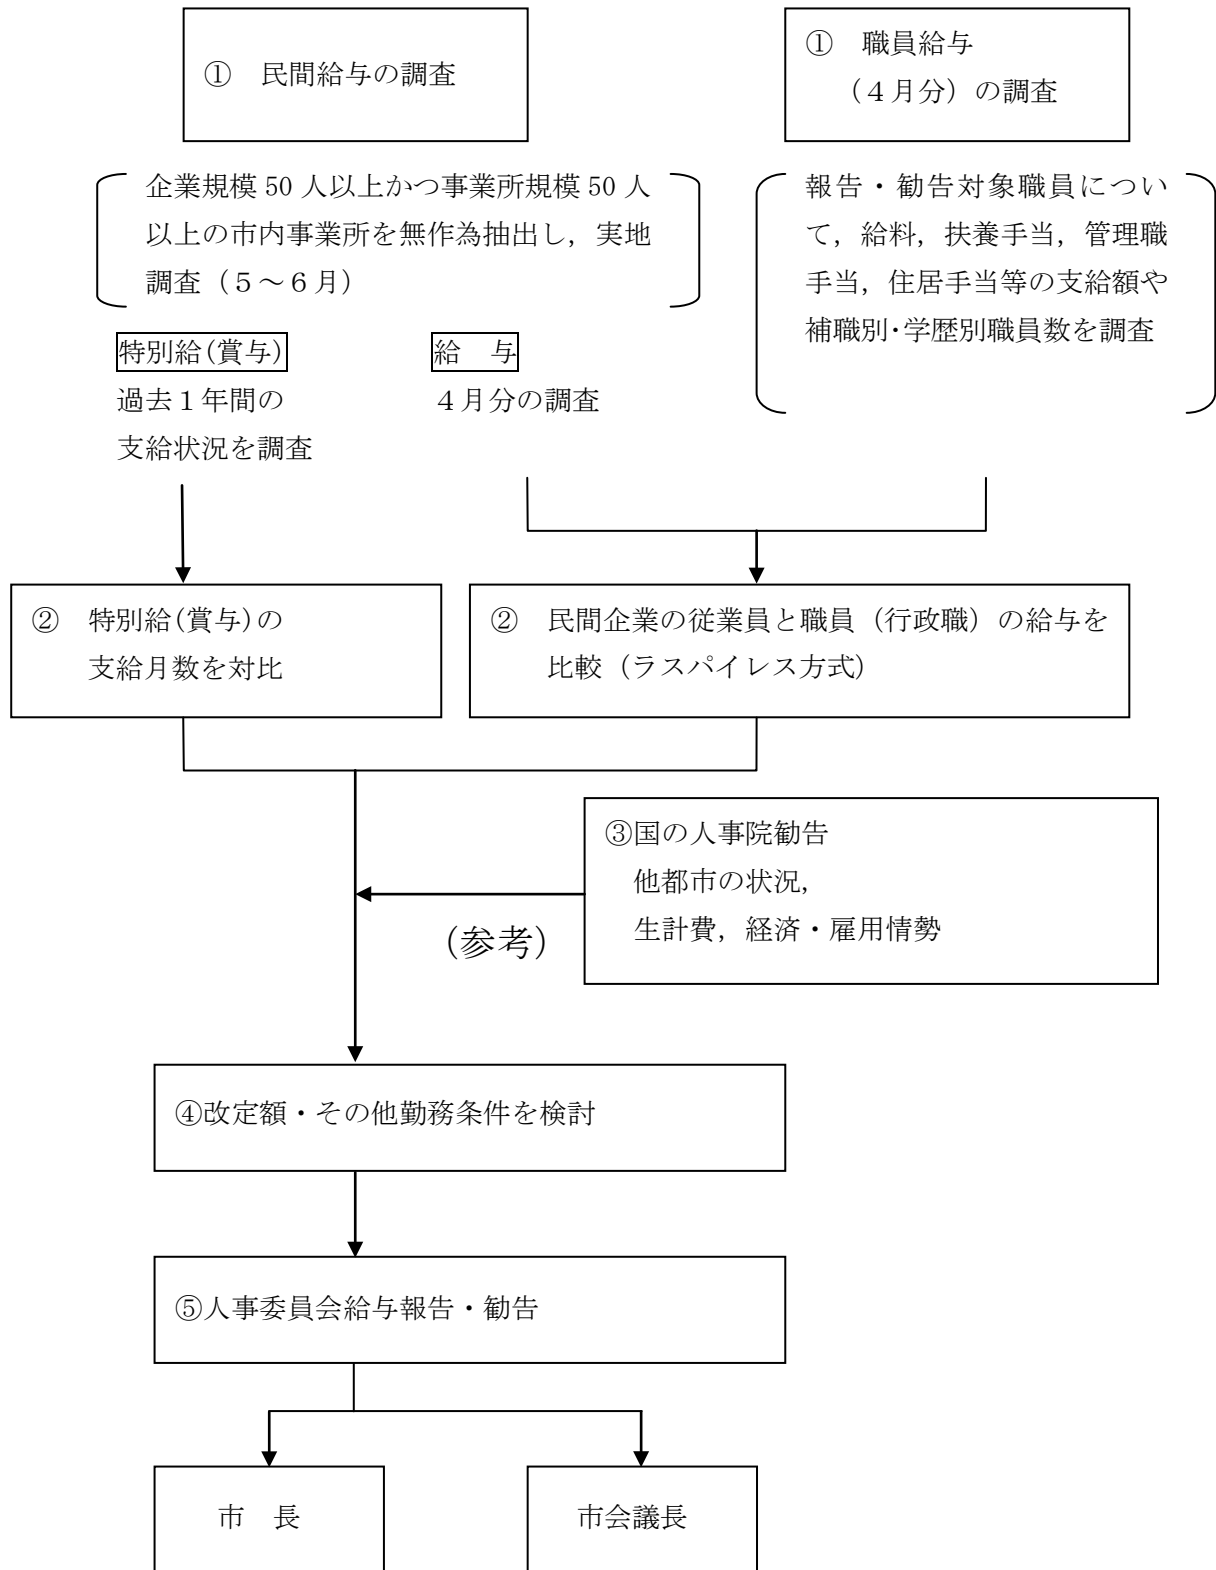 ① 民間給与の調査
① 職員給与
(４月分)の調査
企業規模 50 人以上かつ事業所規模 50 人
以上の市内事業所を無作為抽出し，実地
調査（５～６月）
報告・勧告対象職員につい
て，給料，扶養手当，管理職
手当，住居手当等の支給額や
補職別･学歴別職員数を調査
特別給(賞与)
過去１年間の
支給状況を調査
給　与
４月分の調査
② 特別給(賞与)の
支給月数を対比
② 民間企業の従業員と職員（行政職）の給与を
比較（ラスパイレス方式）
③国の人事院勧告
他都市の状況，
生計費，経済・雇用情勢
(参考)
④改定額・その他勤務条件を検討
⑤人事委員会給与報告・勧告
市　長
市会議長